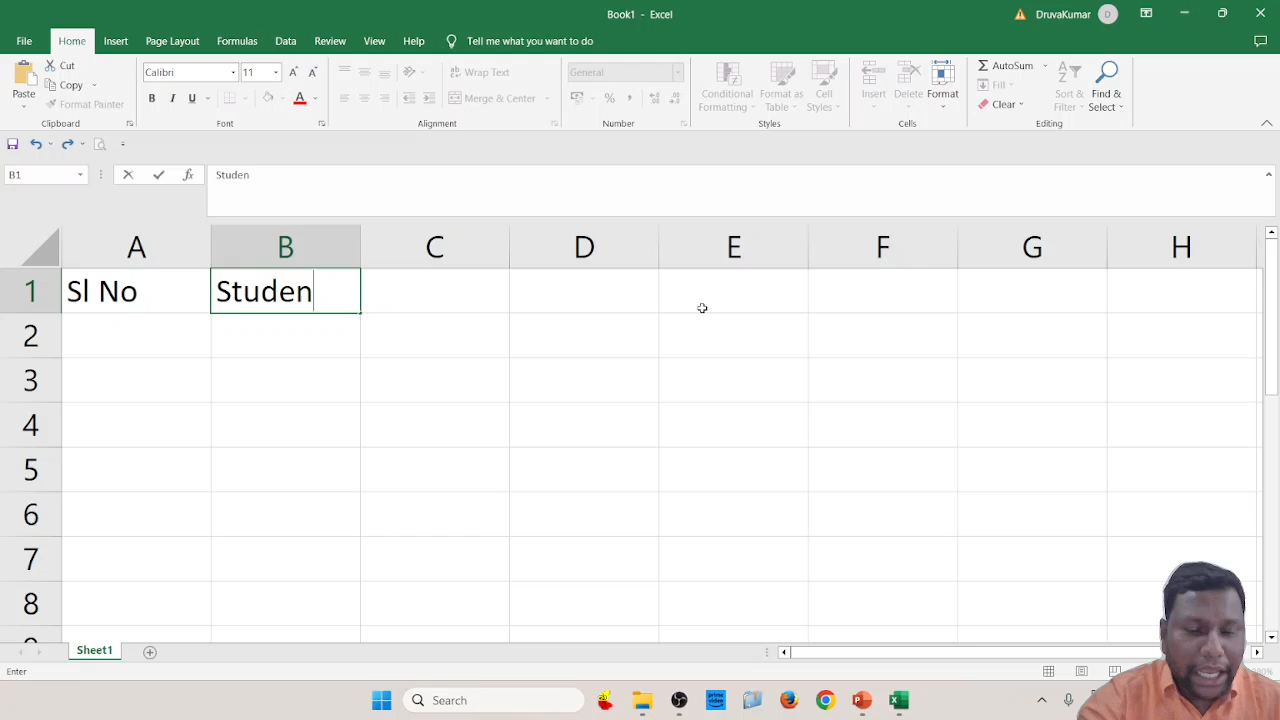 Book1 - Excel
DruvaKumar D
File Home Insert Page Layout Formulas Data Review View Help Tell me what you want to do
Paste Cut Copy Format Painter
Calibri 11
B I U A
Wrap Text
Merge & Center
General
% ,
Conditional Formatting
Format as Table
Cell Styles
Insert Delete Format
AutoSum
Fill
Clear
Sort & Filter
Find & Select
Clipboard Font Alignment Number Styles Cells Editing
B1 fx Studen
A B C D E F G H
1 Sl No Studen
2
3
4
5
6
7
8
Sheet1
Enter
Search
prime video